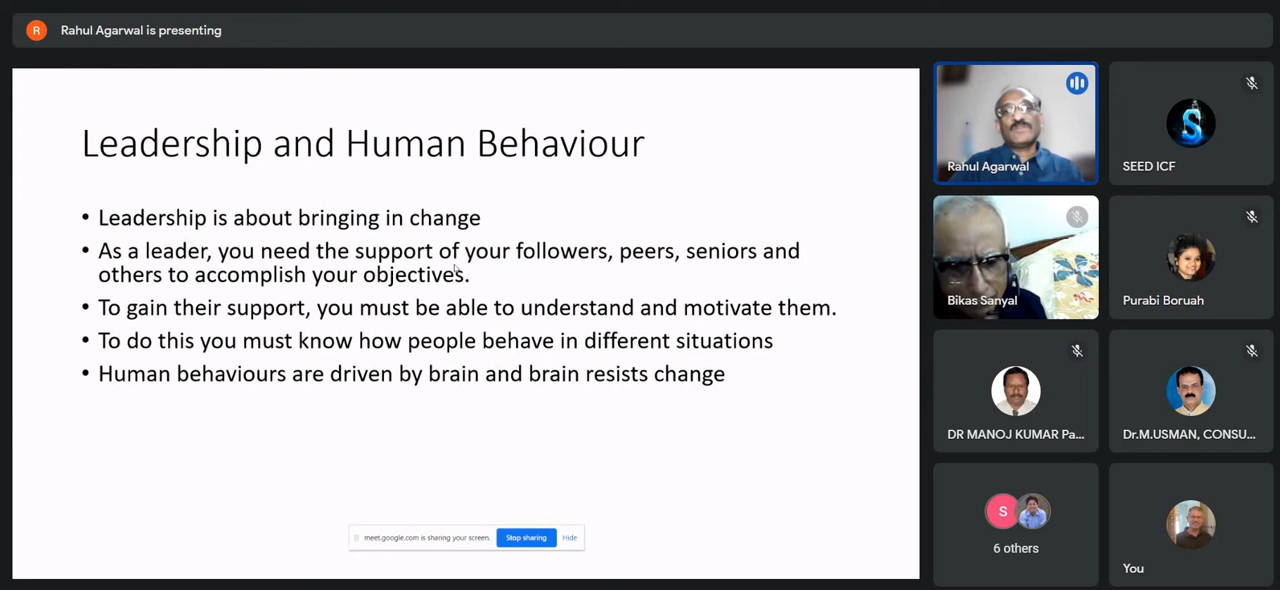 R
Rahul Agarwal is presenting
Leadership and Human Behaviour
• Leadership is about bringing in change
• As a leader, you need the support of your followers, peers, seniors and
others to accomplish your objectives.
• To gain their support, you must be able to understand and motivate them.
• To do this you must know how people behave in different situations
• Human behaviours are driven by brain and brain resists change
meet.google.com is sharing your screen.
Stop sharing
Hide
Rahul Agarwal
S
SEED ICF
Bikas Sanyal
Purabi Boruah
DR MANOJ KUMAR Pa...
Dr.M.USMAN, CONSU...
S
6 others
You